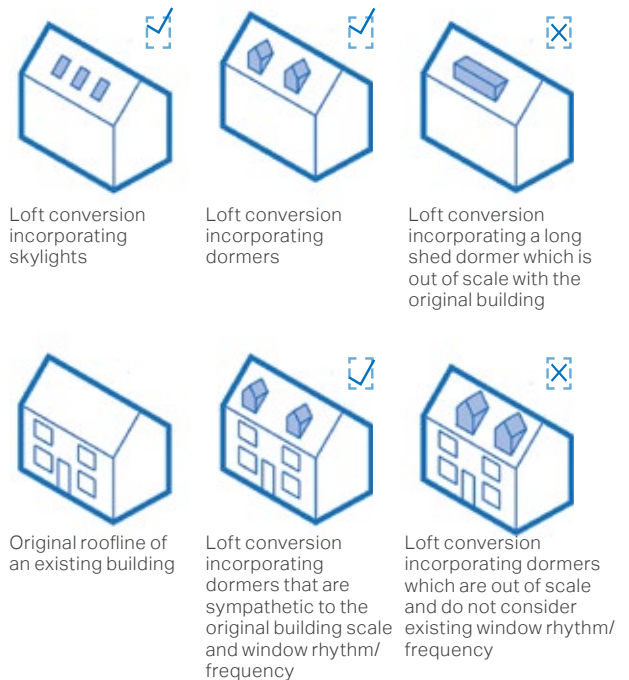 Loft conversion
incorporating
skylights
Loft conversion
incorporating
dormers
Loft conversion
incorporating a long
shed dormer which is
out of scale with the
original building
Original roofline of
an existing building
Loft conversion
incorporating
dormers that are
sympathetic to the
original building scale
and window rhythm/
frequency
Loft conversion
incorporating dormers
which are out of scale
and do not consider
existing window rhythm/
frequency